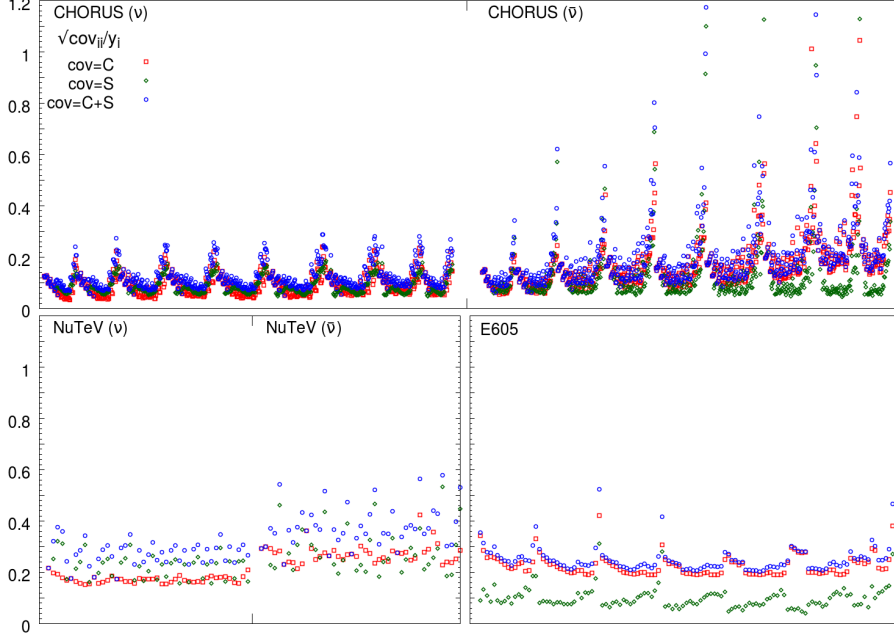 1.2
CHORUS (ν)
CHORUS (ν̄)
√cov_ii/y_i
1
cov=C
cov=S
cov=C+S
0.8
0.6
0.4
0.2
0
NuTeV (ν)
NuTeV (ν̄)
E605
1
0.8
0.6
0.4
0.2
0